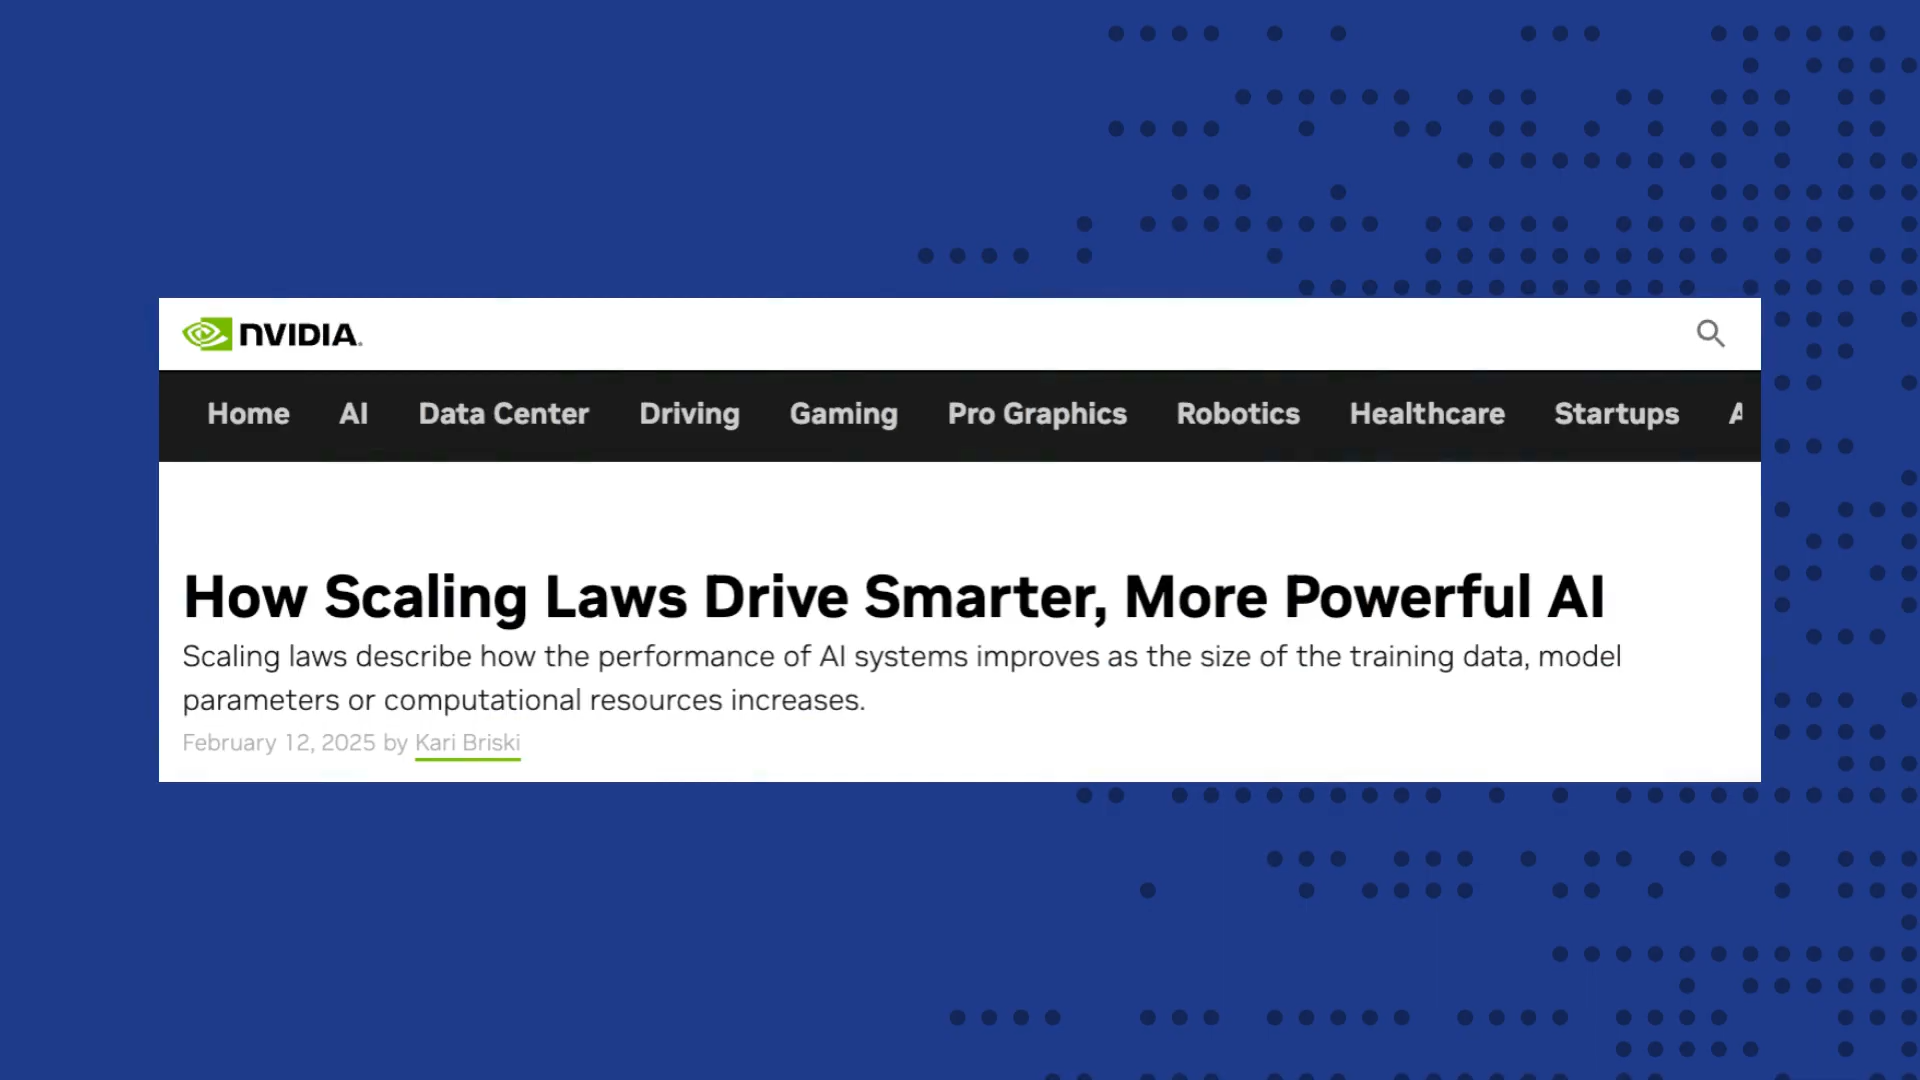 NVIDIA.
Home AI Data Center Driving Gaming Pro Graphics Robotics Healthcare Startups
How Scaling Laws Drive Smarter, More Powerful AI
Scaling laws describe how the performance of AI systems improves as the size of the training data, model
parameters or computational resources increases.
February 12, 2025 by Kari Briski